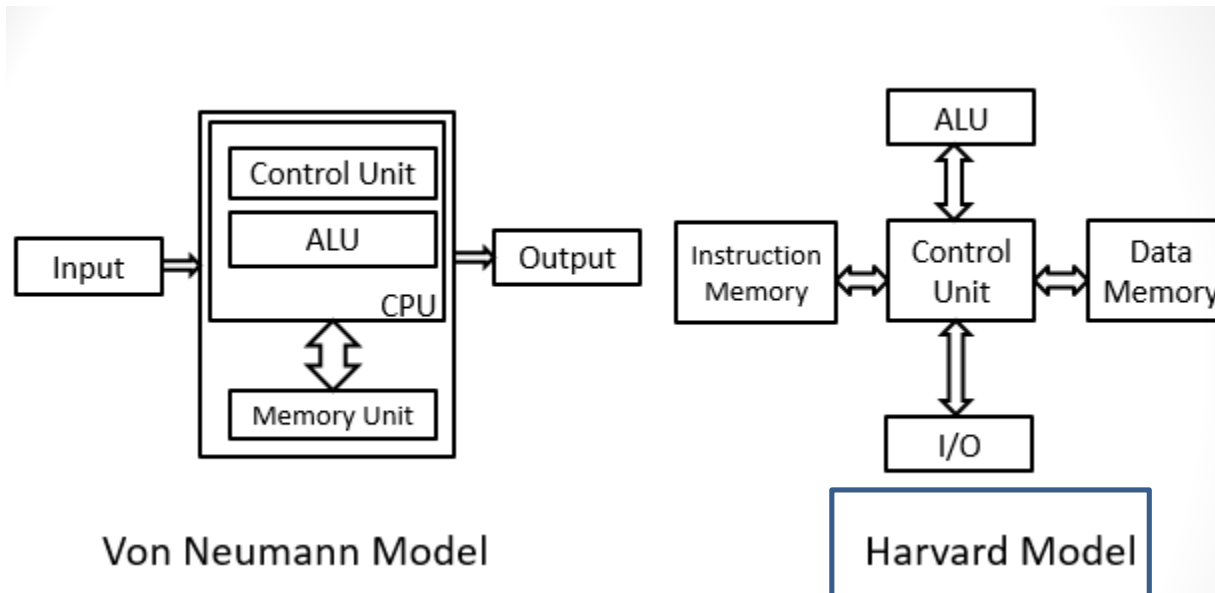 Input
Control Unit
ALU
CPU
Memory Unit
Output
Von Neumann Model
ALU
Instruction
Memory
Control
Unit
Data
Memory
I/O
Harvard Model